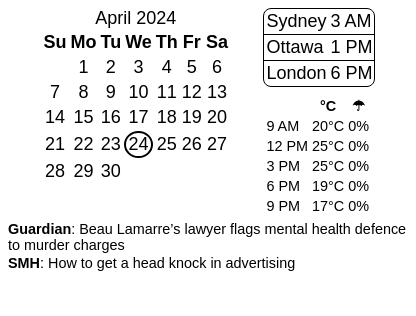 April 2024
Su Mo Tu We Th Fr Sa
1 2 3 4 5 6
7 8 9 10 11 12 13
14 15 16 17 18 19 20
21 22 23 24 25 26 27
28 29 30
Sydney 3 AM
Ottawa 1 PM
London 6 PM
°C ☂
9 AM 20°C 0%
12 PM 25°C 0%
3 PM 25°C 0%
6 PM 19°C 0%
9 PM 17°C 0%
Guardian: Beau Lamarre’s lawyer flags mental health defence
to murder charges
SMH: How to get a head knock in advertising